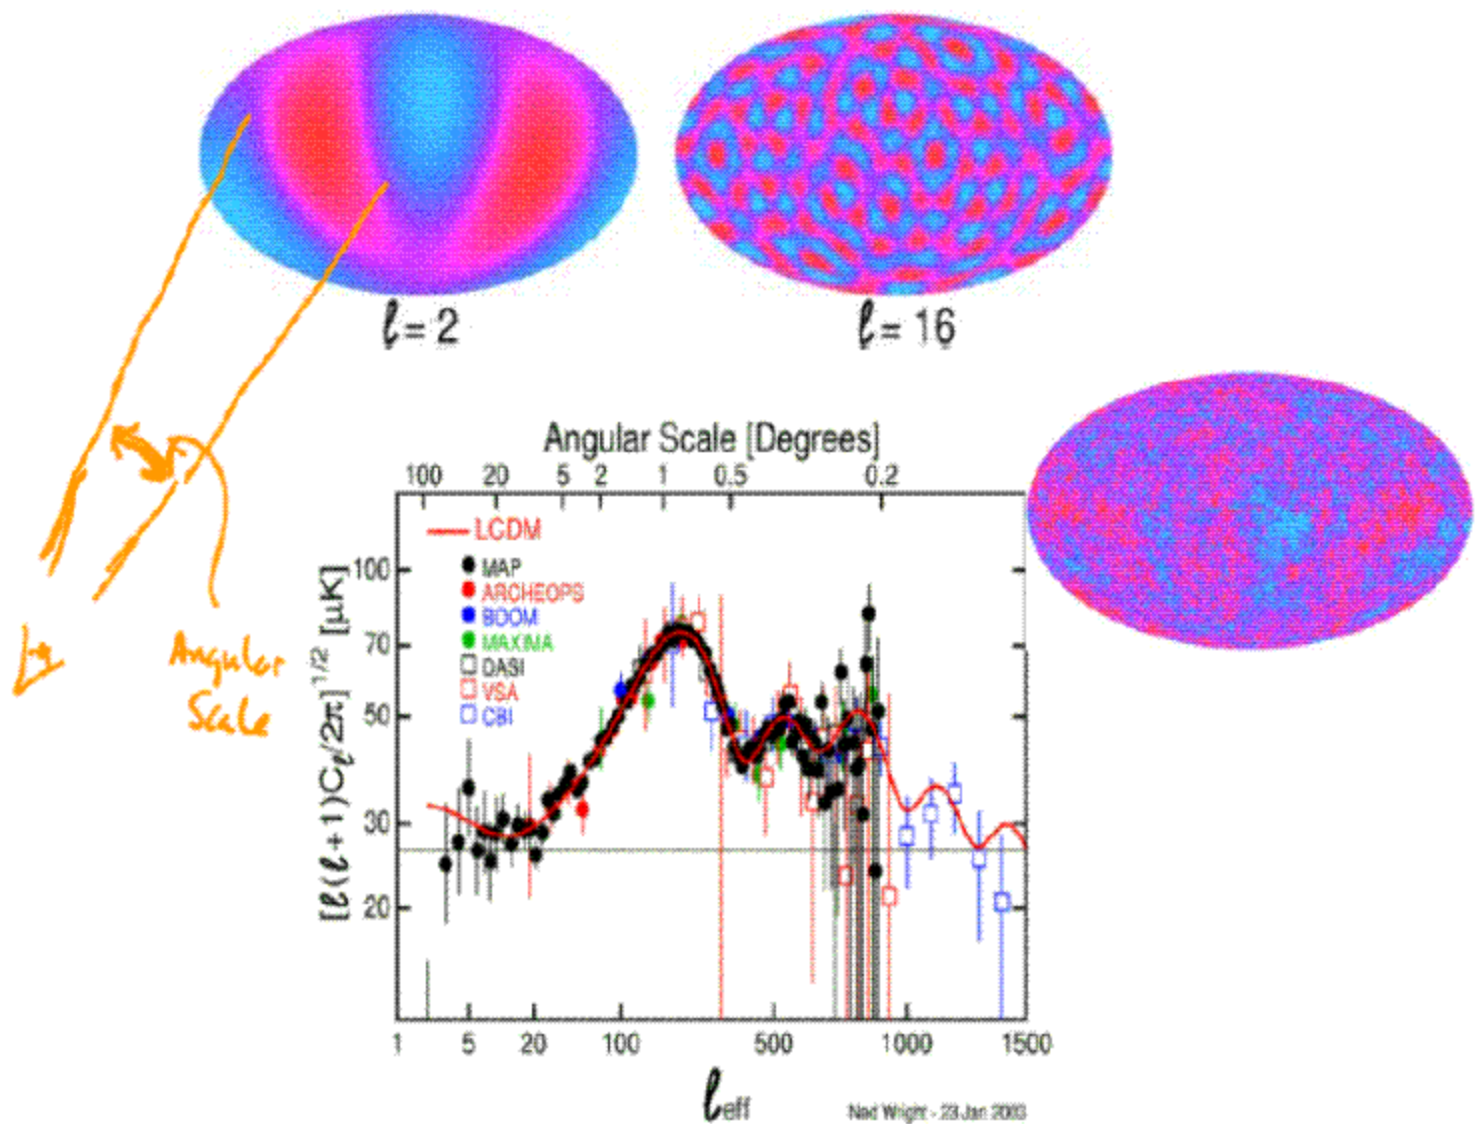 ℓ = 2
ℓ = 16
Angular Scale [Degrees]
100 20 5 2 1 0.5 0.2
LCDM
MAP
ARCHEOPS
BOOM
MAXIMA
DASI
VSA
CBI
[ℓ(ℓ+1)Cℓ/2π]^1/2 [μK]
100
70
50
30
20
1 5 20 100 500 1000 1500
ℓeff
Ned Wright - 23 Jan 2003
Angular
Scale